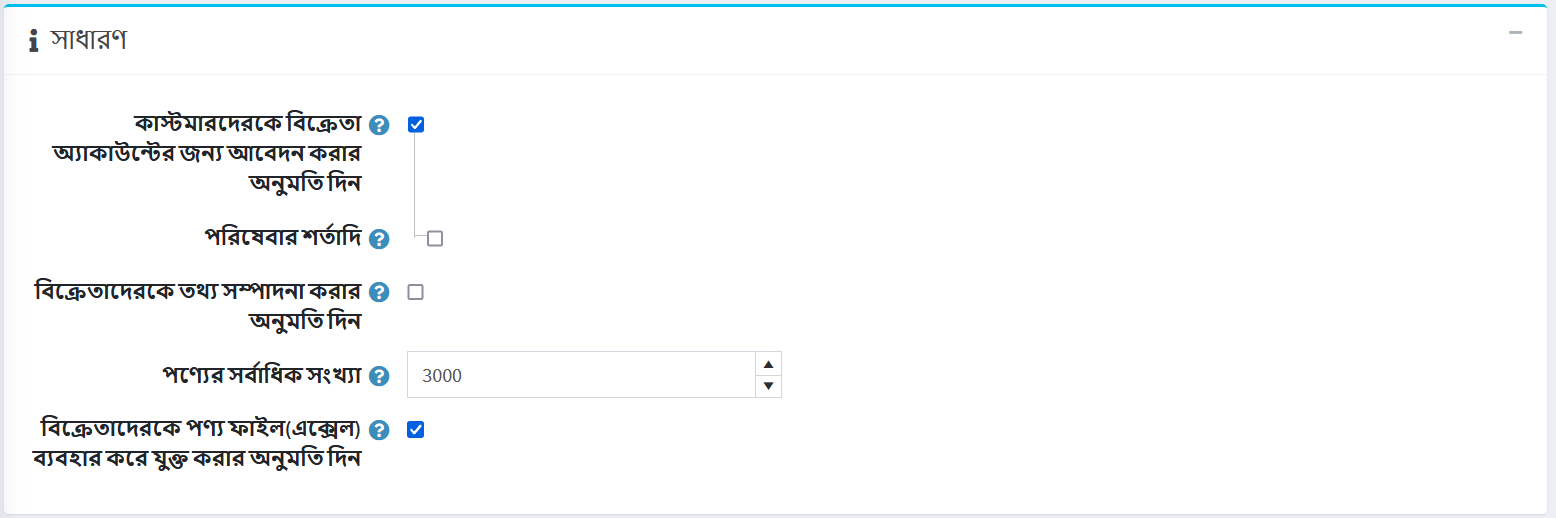 সাধারণ
কাস্টমারদেরকে বিক্রেতা
অ্যাকাউন্টের জন্য আবেদন করার
অনুমতি দিন
পরিষেবার শর্তাদি
বিক্রেতাদেরকে তথ্য সম্পাদনা করার
অনুমতি দিন
পণ্যের সর্বাধিক সংখ্যা
3000
বিক্রেতাদেরকে পণ্য ফাইল(এক্সেল)
ব্যবহার করে যুক্ত করার অনুমতি দিন